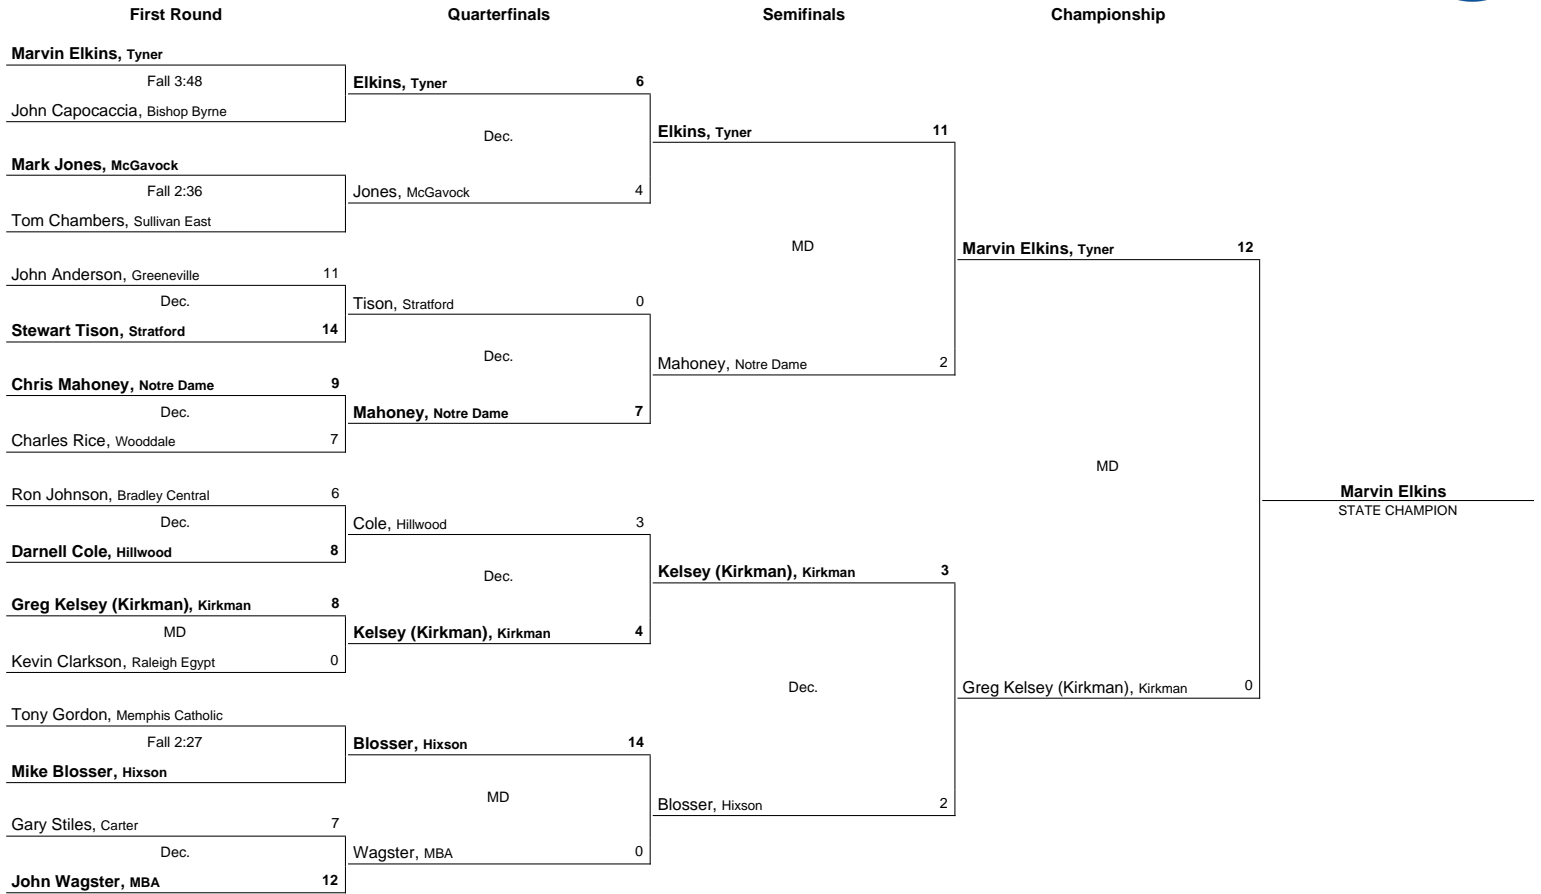 First Round Quarterfinals Semifinals Championship
Marvin Elkins, Tyner
Fall 3:48
John Capocaccia, Bishop Byrne
Mark Jones, McGavock
Fall 2:36
Tom Chambers, Sullivan East
John Anderson, Greeneville 11
Dec.
Stewart Tison, Stratford 14
Chris Mahoney, Notre Dame 9
Dec.
Charles Rice, Wooddale 7
Ron Johnson, Bradley Central 6
Dec.
Darnell Cole, Hillwood 8
Greg Kelsey (Kirkman), Kirkman 8
MD
Kevin Clarkson, Raleigh Egypt 0
Tony Gordon, Memphis Catholic
Fall 2:27
Mike Blosser, Hixson
Gary Stiles, Carter 7
Dec.
John Wagster, MBA 12
Elkins, Tyner 6
Dec.
Jones, McGavock 4
Tison, Stratford 0
Dec.
Mahoney, Notre Dame 7
Cole, Hillwood 3
Dec.
Kelsey (Kirkman), Kirkman 4
Blosser, Hixson 14
MD
Wagster, MBA 0
Elkins, Tyner 11
MD
Mahoney, Notre Dame 2
Kelsey (Kirkman), Kirkman 3
Dec.
Blosser, Hixson 2
Marvin Elkins, Tyner 12
MD
Greg Kelsey (Kirkman), Kirkman 0
Marvin Elkins
STATE CHAMPION